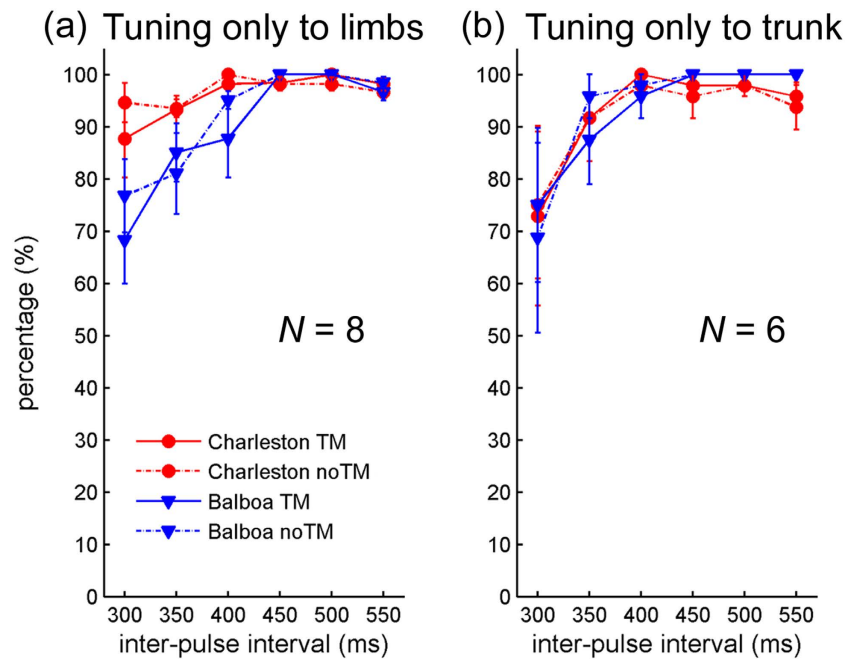 (a) Tuning only to limbs
percentage (%)
100
90
80
70
60
50
40
30
20
10
0
N = 8
Charleston TM
Charleston noTM
Balboa TM
Balboa noTM
300 350 400 450 500 550
inter-pulse interval (ms)
(b) Tuning only to trunk
100
90
80
70
60
50
40
30
20
10
0
N = 6
300 350 400 450 500 550
inter-pulse interval (ms)